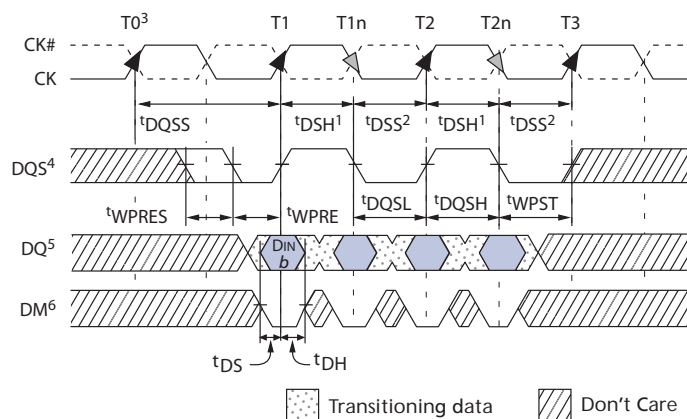 T0³ T1 T1n T2 T2n T3
CK#
CK
tDQSS tDSH¹ tDSS² tDSH¹ tDSS²
DQS⁴
tWPRES tWPRE tDQSL tDQSH tWPST
DQ⁵
DIN
b
DM⁶
tDS tDH
Transitioning data Don't Care